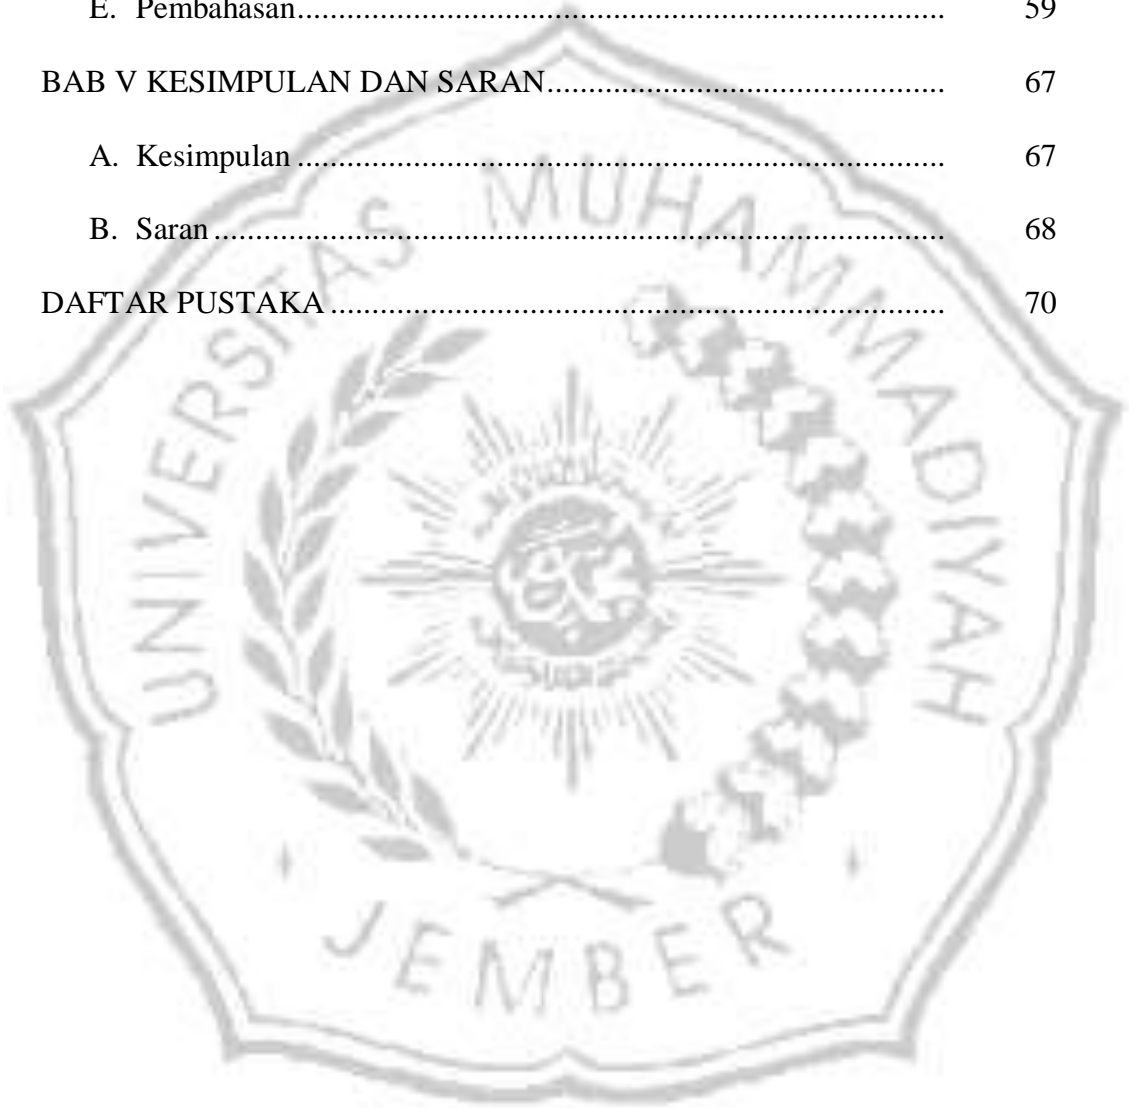 E. Pembahasan................................................................................ 59
BAB V KESIMPULAN DAN SARAN................................................ 67
A. Kesimpulan................................................................................ 67
B. Saran.......................................................................................... 68
DAFTAR PUSTAKA........................................................................... 70
UNIVERSITAS MUHAMMADIYAH
JEMBER